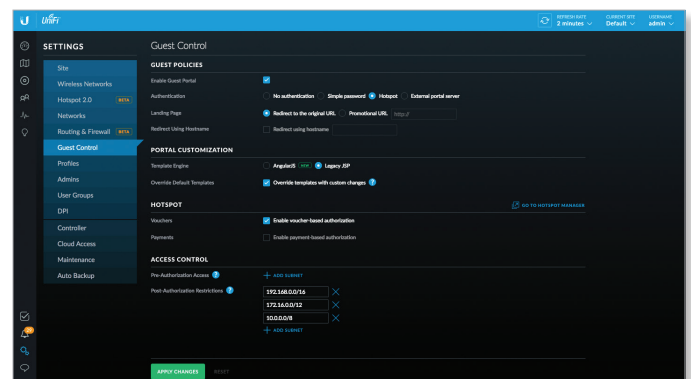 UniFi
REFRESH RATE
2 minutes
CURRENT SITE
Default
USERNAME
admin
SETTINGS
Site
Wireless Networks
Hotspot 2.0 BETA
Networks
Routing & Firewall BETA
Guest Control
Profiles
Admins
User Groups
DPI
Controller
Cloud Access
Maintenance
Auto Backup
Guest Control
GUEST POLICIES
Enable Guest Portal
Authentication No authentication Simple password Hotspot External portal server
Landing Page Redirect to the original URL Promotional URL http://
Redirect Using Hostname Redirect using hostname
PORTAL CUSTOMIZATION
Template Engine AngularJS NEW Legacy JSP
Override Default Templates Override templates with custom changes ?
HOTSPOT GO TO HOTSPOT MANAGER
Vouchers Enable voucher-based authorization
Payments Enable payment-based authorization
ACCESS CONTROL
Pre-Authorization Access ? + ADD SUBNET
Post-Authorization Restrictions ? 192.168.0.0/16
172.16.0.0/12
10.0.0.0/8
+ ADD SUBNET
APPLY CHANGES RESET